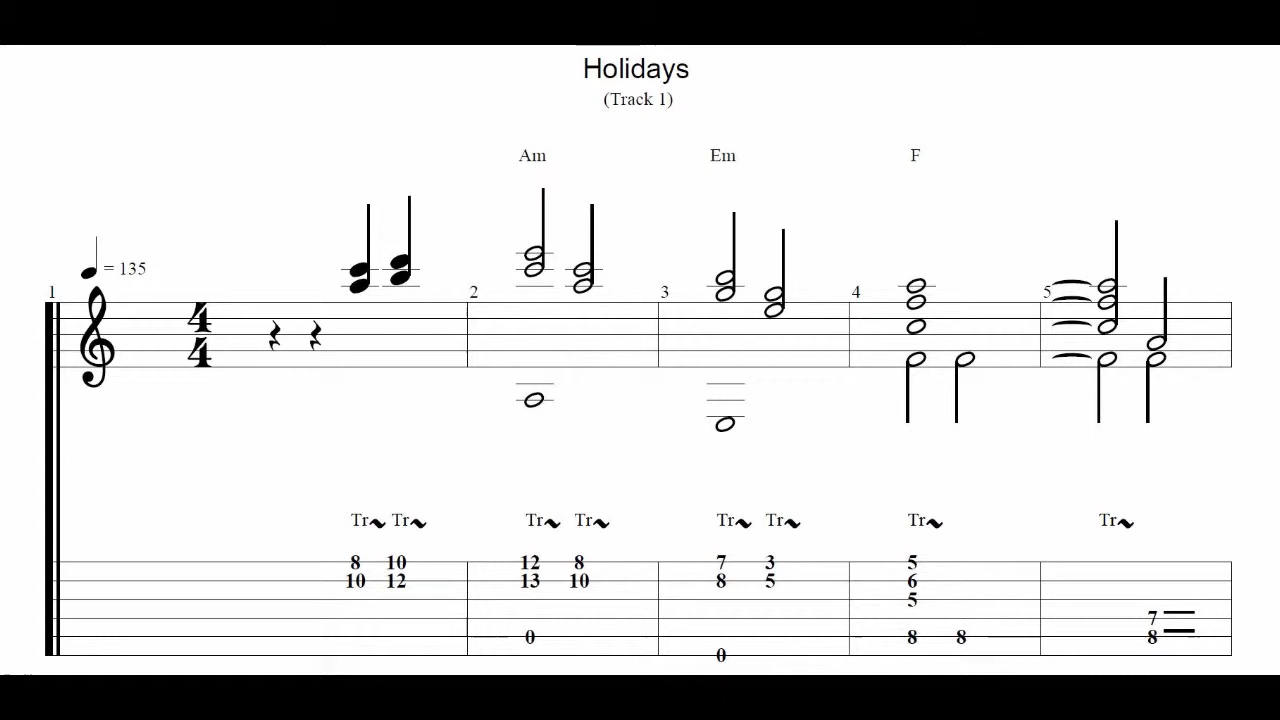 Holidays
(Track 1)
Am Em F
= 135
1 2 3 4 5
4
4
Tr Tr Tr Tr Tr Tr Tr Tr
8 10 12 8 7 3 5
10 12 13 10 8 5 6
5
7
0 8 8 8
0